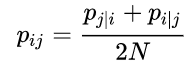 p_{ij} = \frac{p_{j|i} + p_{i|j}}{2N}